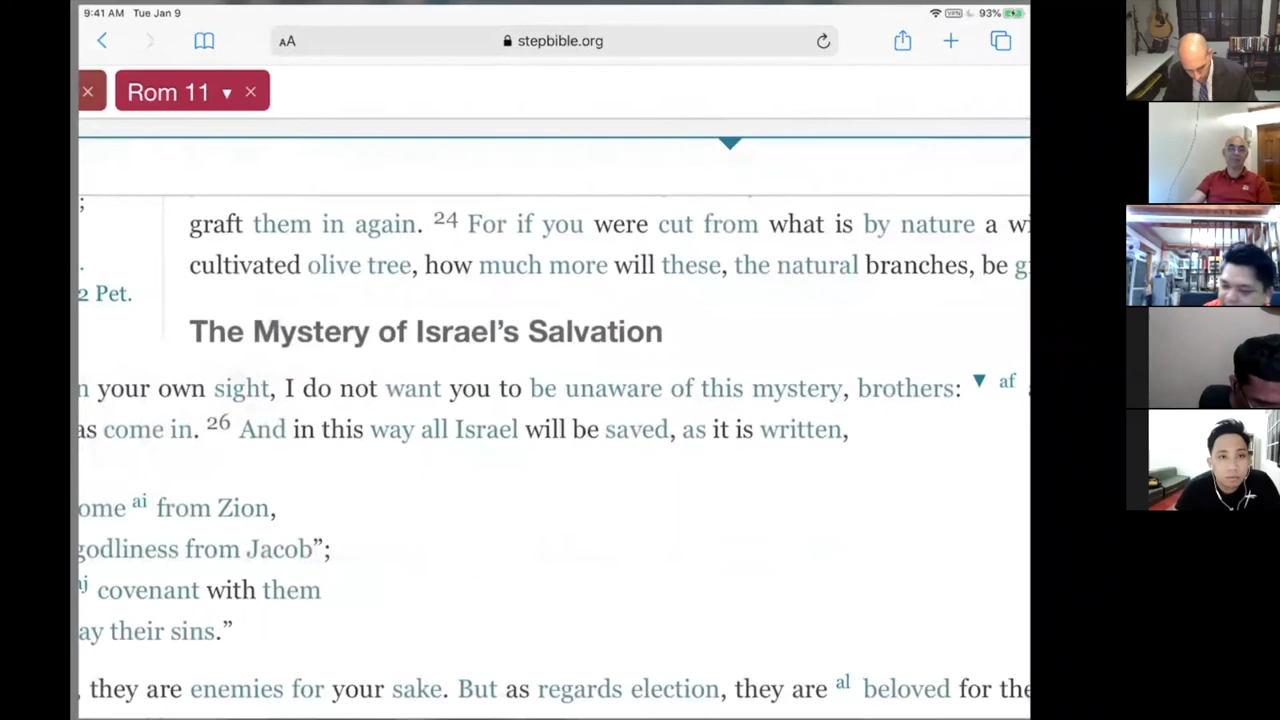 9:41 AM Tue Jan 9
VPN 93%
AA stepbible.org
× Rom 11 ▼ ×
;
graft them in again. 24 For if you were cut from what is by nature a
cultivated olive tree, how much more will these, the natural branches, be
2 Pet.
The Mystery of Israel's Salvation
your own sight, I do not want you to be unaware of this mystery, brothers: ▼ af
as come in. 26 And in this way all Israel will be saved, as it is written,
ome ai from Zion,
godliness from Jacob”;
covenant with them
ay their sins.”
, they are enemies for your sake. But as regards election, they are al beloved for the